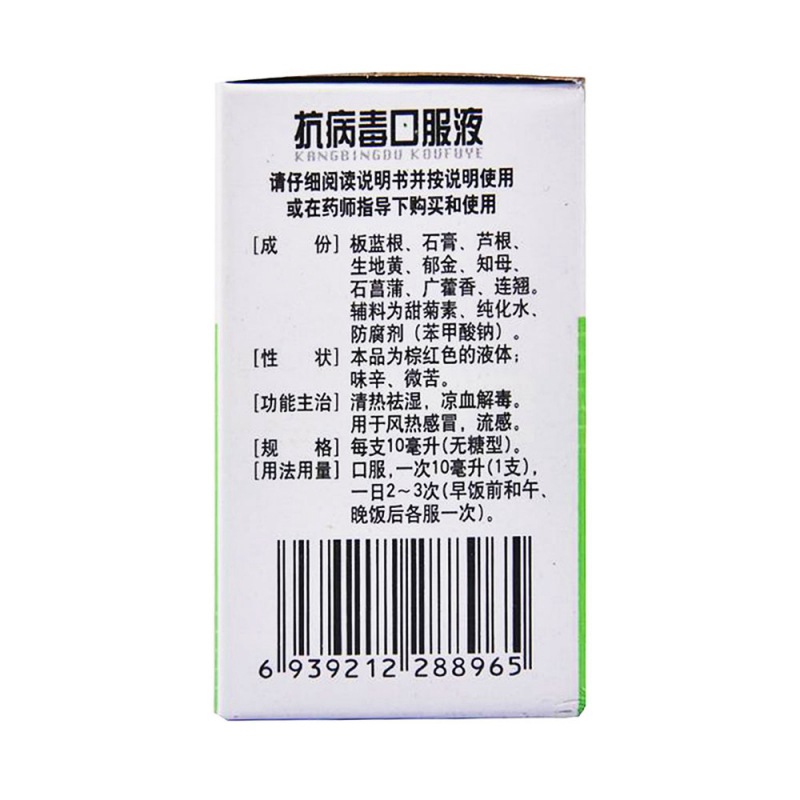 抗病毒口服液
KANGBINGDU KOUFUYE
请仔细阅读说明书并按说明使用
或在药师指导下购买和使用
[成 份] 板蓝根、石膏、芦根、
生地黄、郁金、知母、
石菖蒲、广藿香、连翘。
辅料为甜菊素、纯化水、
防腐剂（苯甲酸钠）。
[性 状] 本品为棕红色的液体；
味辛、微苦。
[功能主治] 清热祛湿，凉血解毒。
用于风热感冒，流感。
[规 格] 每支10毫升(无糖型)。
[用法用量] 口服,一次10毫升(1支),
一日2～3次(早饭前和午、
晚饭后各服一次)。
6 939212 288965